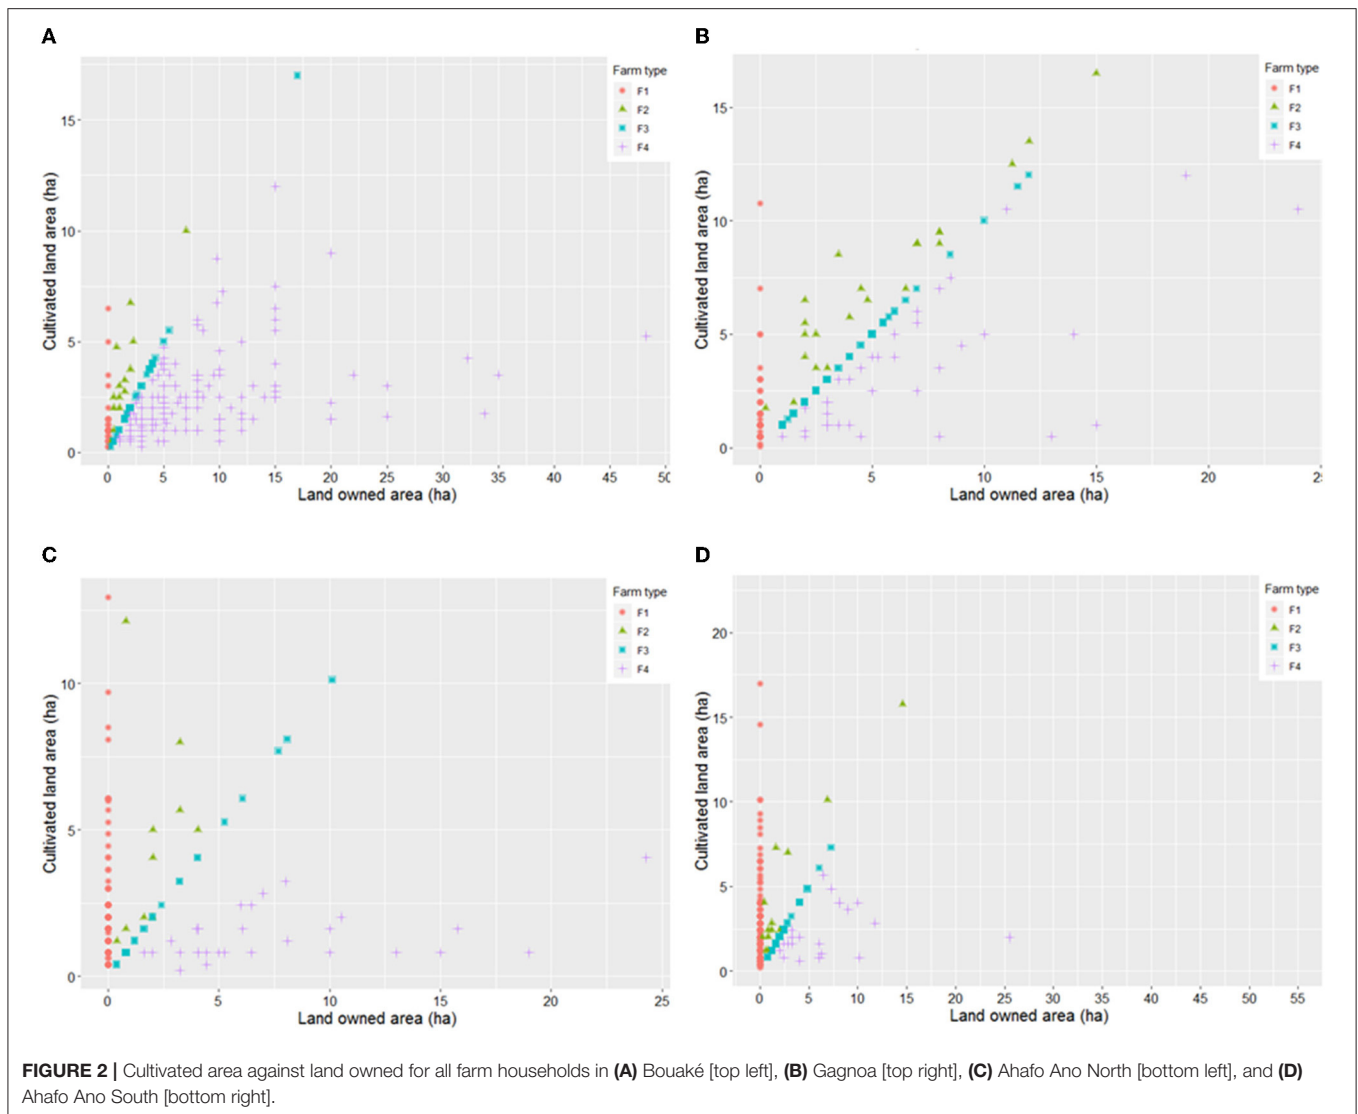 A
Farm type
F1
F2
F3
F4
15
10
5
0
Cultivated land area (ha)
0 5 10 15 20 25 30 35 40 45 50
Land owned area (ha)
B
Farm type
F1
F2
F3
F4
15
10
5
0
Cultivated land area (ha)
0 5 10 15 20
Land owned area (ha)
C
Farm type
F1
F2
F3
F4
10
5
0
Cultivated land area (ha)
0 5 10 15 20 25
Land owned area (ha)
D
Farm type
F1
F2
F3
F4
20
15
10
5
0
Cultivated land area (ha)
0 5 10 15 20 25 30 35 40 45 50 55
Land owned area (ha)
FIGURE 2 | Cultivated area against land owned for all farm households in (A) Bouaké [top left], (B) Gagnoa [top right], (C) Ahafo Ano North [bottom left], and (D)
Ahafo Ano South [bottom right].